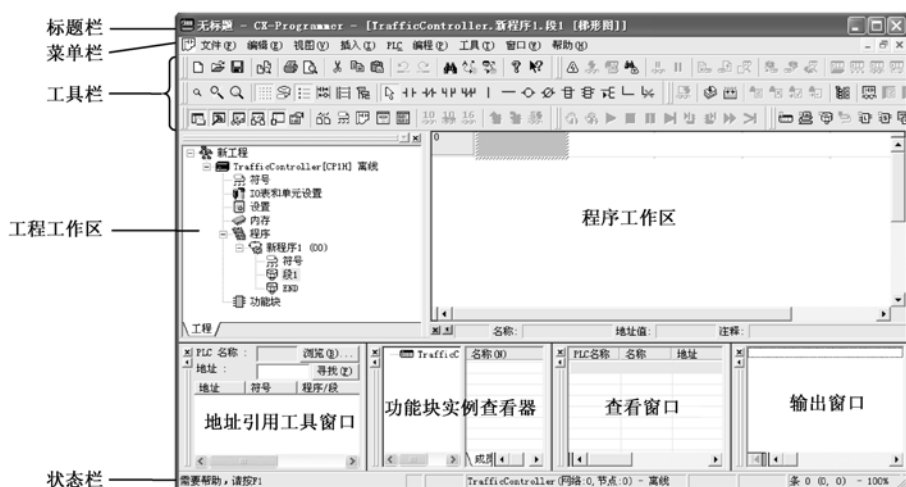 标题栏
无标题 - CX-Programmer - [TrafficController.新程序1.段1 [梯形图]]
菜单栏
文件(F) 编辑(E) 视图(V) 插入(I) PLC 编程(P) 工具(T) 窗口(W) 帮助(H)
工具栏
10 10 16
工程工作区
新工程
TrafficController[CP1H] 离线
符号
IO表和单元设置
设置
内存
程序
新程序1 (00)
符号
段1
END
功能块
工程
0
程序工作区
名称: 地址值: 注释:
PLC 名称 : 浏览(B)...
地址 : 寻找(F)
地址 符号 程序/段
地址引用工具窗口
TrafficC 名称(N)
功能块实例查看器
PLC名称 名称 地址
查看窗口
输出窗口
状态栏
需要帮助，请按F1
TrafficController(网络:0,节点:0) - 离线
条 0 (0, 0) - 100%